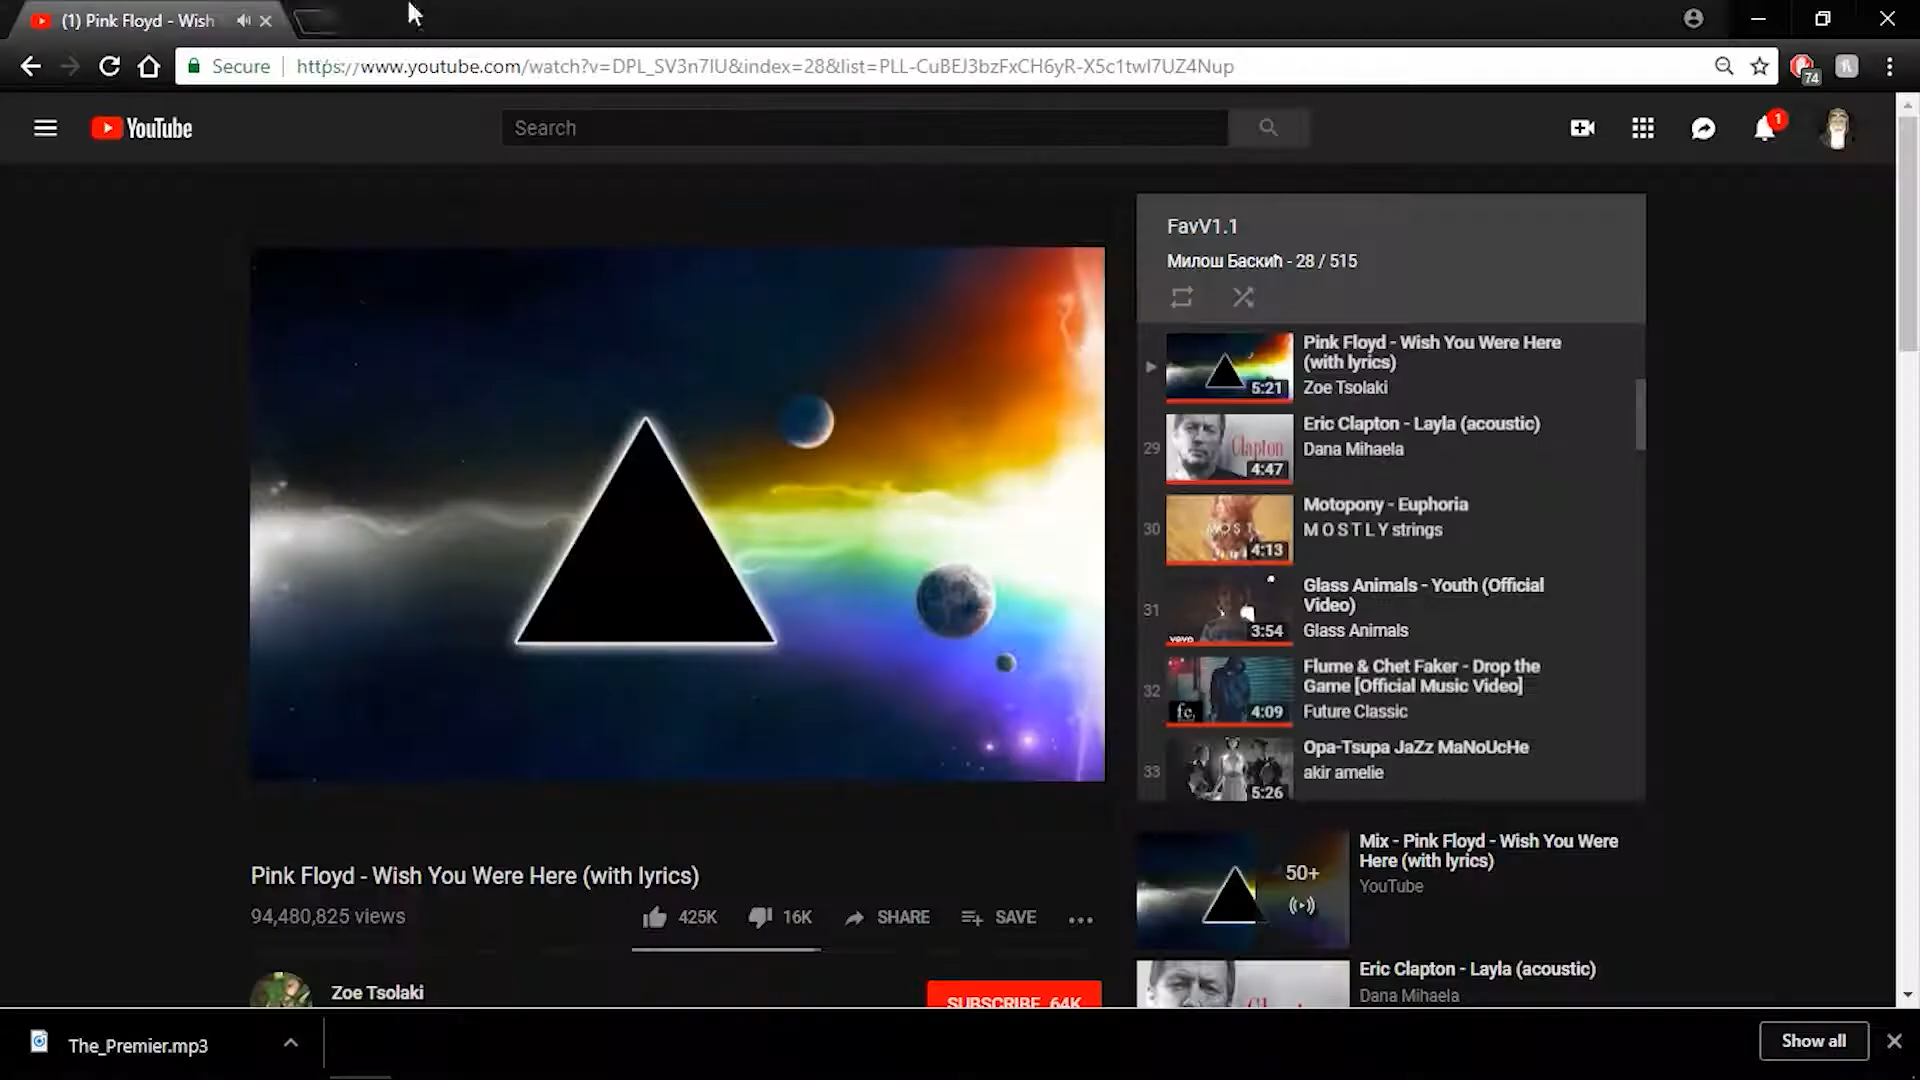 (1) Pink Floyd - Wish
Secure
https://www.youtube.com/watch?v=DPL_SV3n7IU&index=28&list=PLL-CuBEJ3bzFxCH6yR-X5c1twI7UZ4Nup
74
YouTube
Search
1
FavV1.1
Милош Баскић - 28 / 515
Pink Floyd - Wish You Were Here
(with lyrics)
Zoe Tsolaki
5:21
29
Eric Clapton - Layla (acoustic)
Dana Mihaela
Clapton
4:47
30
Motopony - Euphoria
M O S T L Y strings
MOST
4:13
31
Glass Animals - Youth (Official
Video)
Glass Animals
vevo
3:54
32
Flume & Chet Faker - Drop the
Game [Official Music Video]
Future Classic
fc.
4:09
33
Opa-Tsupa JaZz MaNoUcHe
akir amelie
5:26
Pink Floyd - Wish You Were Here (with lyrics)
94,480,825 views
425K
16K
SHARE
SAVE
Zoe Tsolaki
SUBSCRIBE 64K
Mix - Pink Floyd - Wish You Were
Here (with lyrics)
YouTube
50+
Eric Clapton - Layla (acoustic)
Dana Mihaela
The_Premier.mp3
Show all